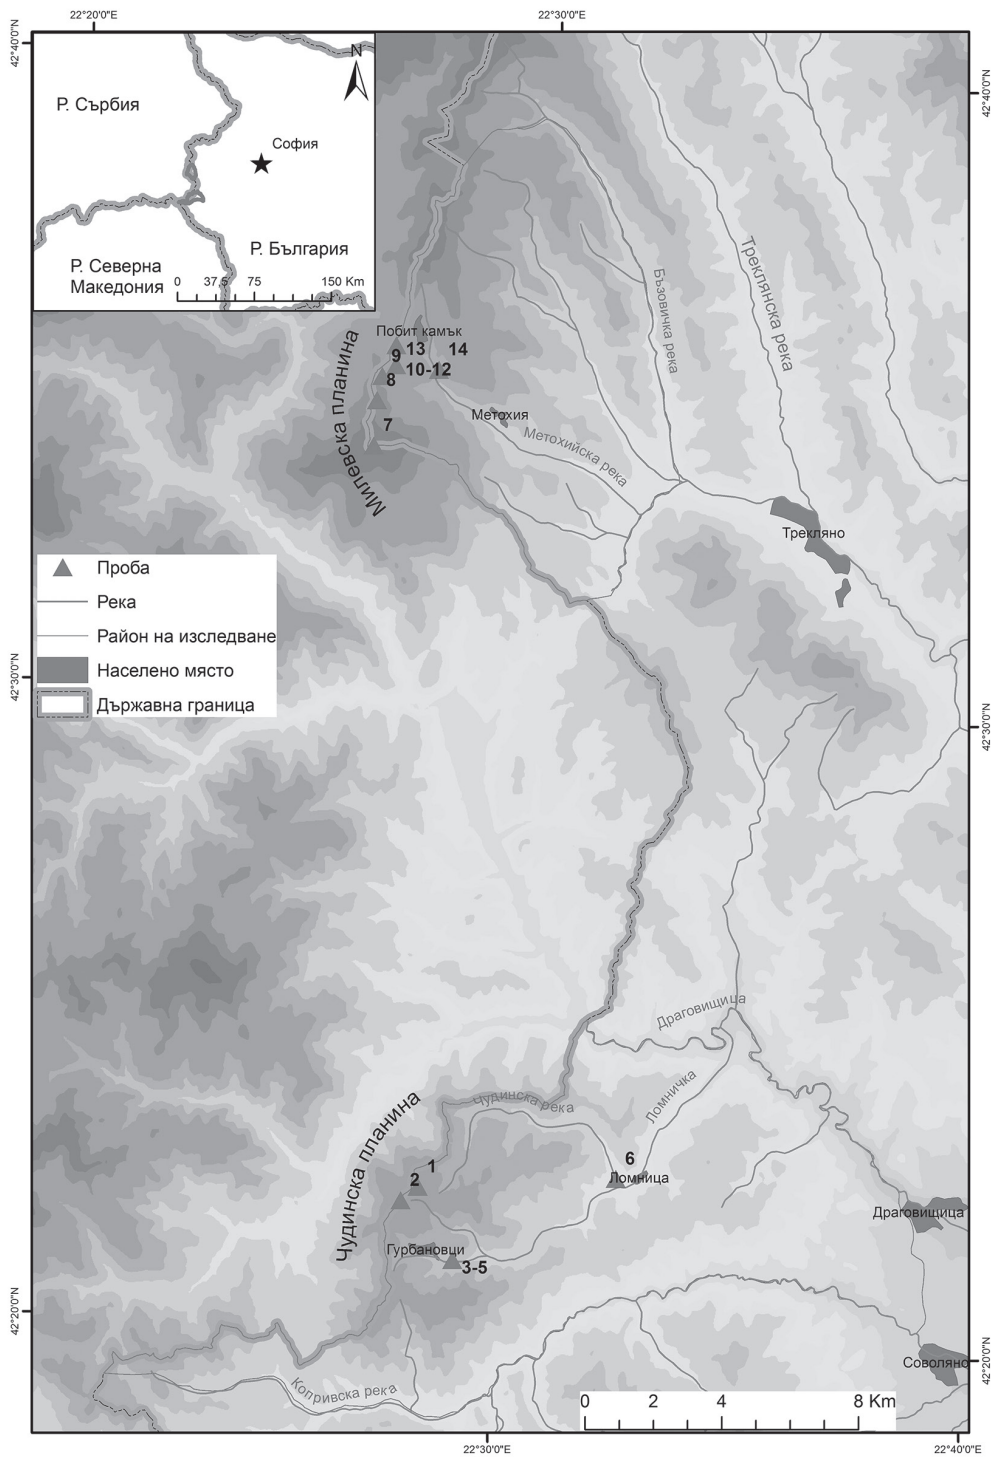 22°20'0"E
22°30'0"E
42°40'0"N
42°40'0"N
N
Р. Сърбия
София
Р. България
Р. Северна
Македония
0 37,5 75 150 Km
Треклянска река
Бъзовичка река
Побит камък
13 14
9
10-12
8
7
Милевска планина
Метохия
Метохийска река
Трекляно
Проба
Река
Район на изследване
Населено място
Държавна граница
42°30'0"N
42°30'0"N
Драговищица
Ломничка
Чудинска река
Чудинска планина
1
2
6
Ломница
Драговищица
Гурбановци
3-5
42°20'0"N
42°20'0"N
Соволяно
Копривска река
0 2 4 8 Km
22°30'0"E
22°40'0"E